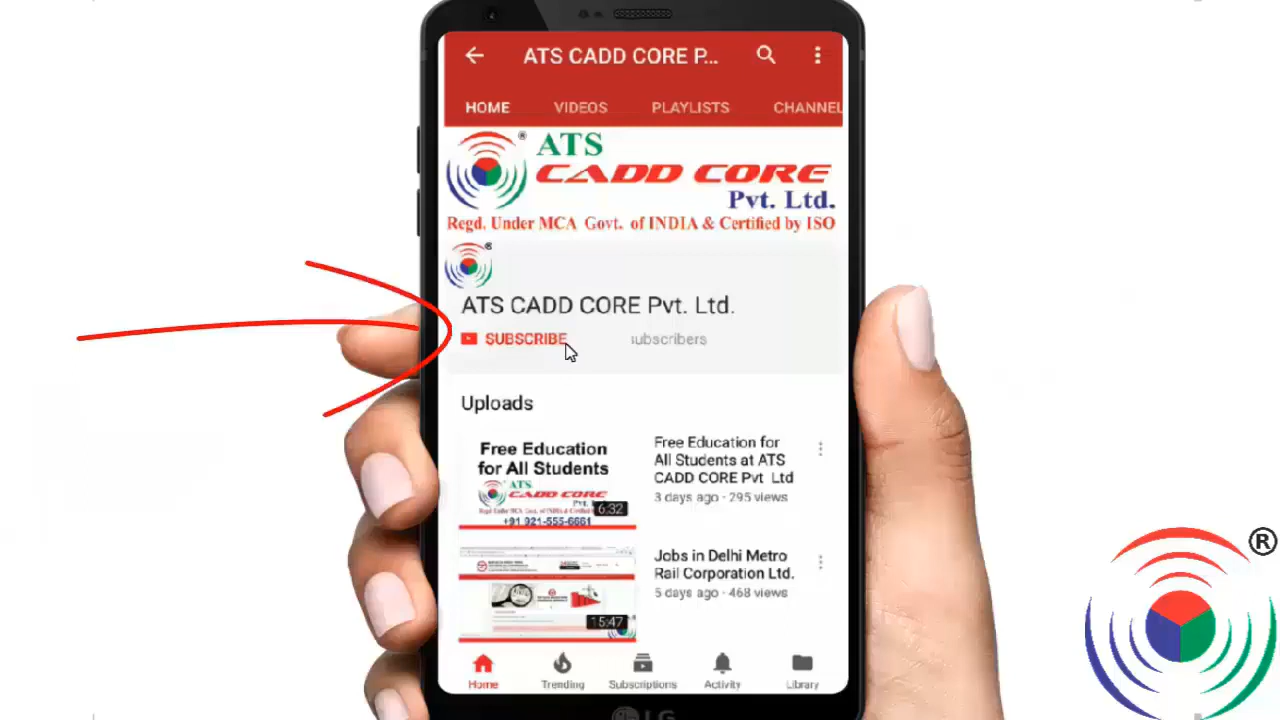 ATS CADD CORE P...
HOME VIDEOS PLAYLISTS CHANNEL
®
ATS
CADD CORE
Pvt. Ltd.
Regd. Under MCA Govt. of INDIA & Certified by ISO
®
ATS CADD CORE Pvt. Ltd.
SUBSCRIBE ubscribers
Uploads
Free Education
for All Students
ATS
CADD CORE
+91 921-555-6661
6:32
Free Education for
All Students at ATS
CADD CORE Pvt Ltd
3 days ago · 295 views
15:47
Jobs in Delhi Metro
Rail Corporation Ltd.
5 days ago · 468 views
Home Trending Subscriptions Activity Library
LG
®